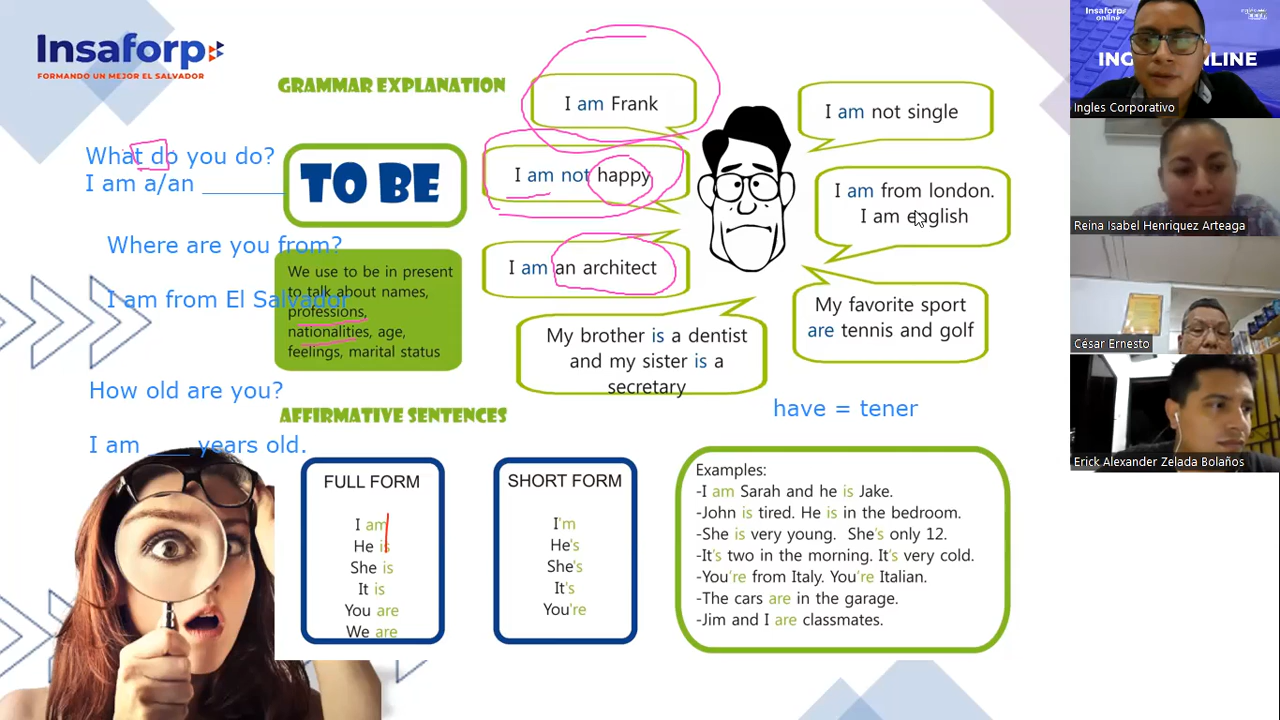 Insaforp
FORMANDO UN MEJOR EL SALVADOR
GRAMMAR EXPLANATION
What do you do?
I am a/an _______
TO BE
Where are you from?
I am from El Salvador
We use to be in present
to talk about names,
professions,
nationalities, age,
feelings, marital status
How old are you?
I am ___ years old.
I am Frank
I am not happy
I am an architect
My brother is a dentist
and my sister is a
secretary
I am not single
I am from london.
I am english
My favorite sport
are tennis and golf
have = tener
AFFIRMATIVE SENTENCES
FULL FORM
I am
He is
She is
It is
You are
We are
SHORT FORM
I'm
He's
She's
It's
You're
Examples:
-I am Sarah and he is Jake.
-John is tired. He is in the bedroom.
-She is very young. She's only 12.
-It's two in the morning. It's very cold.
-You're from Italy. You're Italian.
-The cars are in the garage.
-Jim and I are classmates.
Insaforp
online
Ingles Corporativo
Reina Isabel Henriquez Arteaga
César Ernesto
Erick Alexander Zelada Bolaños